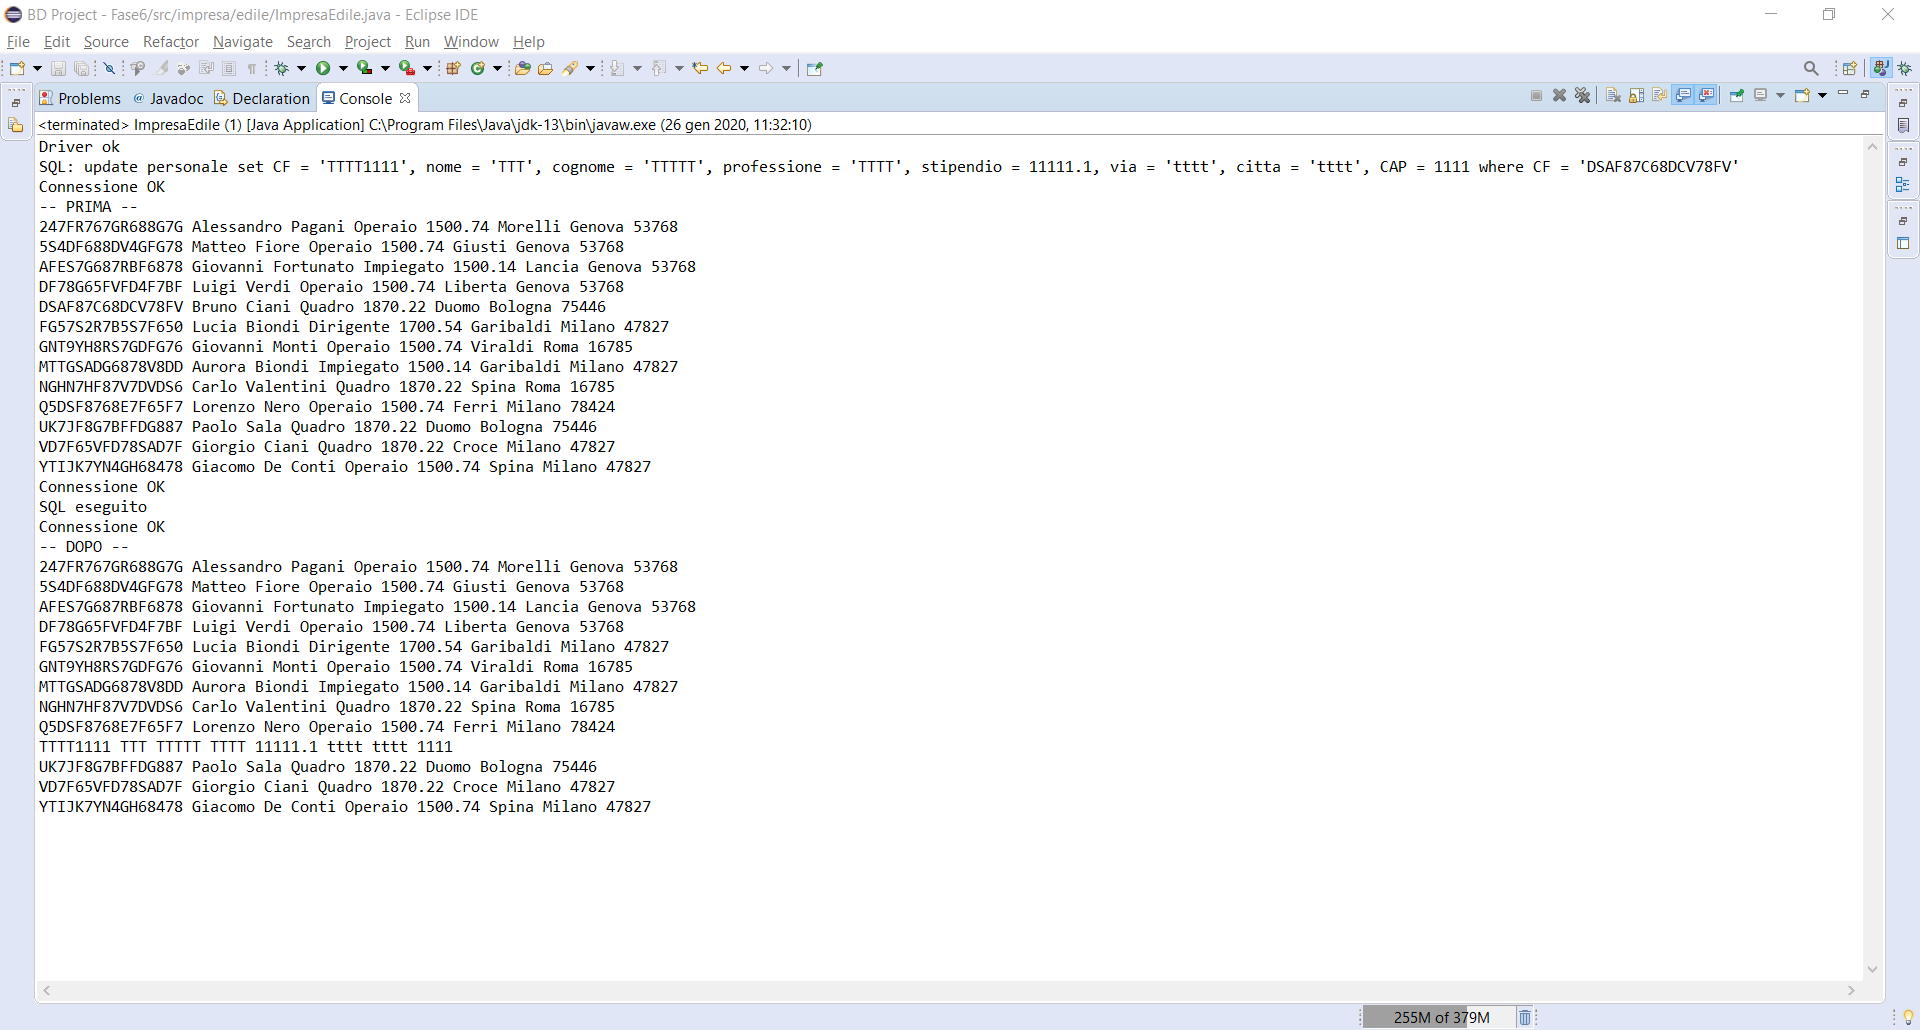 BD Project - Fase6/src/impresa/edile/ImpresaEdile.java - Eclipse IDE
File Edit Source Refactor Navigate Search Project Run Window Help
Problems @ Javadoc Declaration Console
<terminated> ImpresaEdile (1) [Java Application] C:\Program Files\Java\jdk-13\bin\javaw.exe (26 gen 2020, 11:32:10)
Driver ok
SQL: update personale set CF = 'TTTT1111', nome = 'TTT', cognome = 'TTTTT', professione = 'TTTT', stipendio = 11111.1, via = 'tttt', citta = 'tttt', CAP = 1111 where CF = 'DSAF87C68DCV78FV'
Connessione OK
-- PRIMA --
247FR767GR688G7G Alessandro Pagani Operaio 1500.74 Morelli Genova 53768
5S4DF688DV4GFG78 Matteo Fiore Operaio 1500.74 Giusti Genova 53768
AFES7G687RBF6878 Giovanni Fortunato Impiegato 1500.14 Lancia Genova 53768
DF78G65FVFD4F7BF Luigi Verdi Operaio 1500.74 Liberta Genova 53768
DSAF87C68DCV78FV Bruno Ciani Quadro 1870.22 Duomo Bologna 75446
FG57S2R7B5S7F650 Lucia Biondi Dirigente 1700.54 Garibaldi Milano 47827
GNT9YH8RS7GDFG76 Giovanni Monti Operaio 1500.74 Viraldi Roma 16785
MTTGSADG6878V8DD Aurora Biondi Impiegato 1500.14 Garibaldi Milano 47827
NGHN7HF87V7DVDS6 Carlo Valentini Quadro 1870.22 Spina Roma 16785
Q5DSF8768E7F65F7 Lorenzo Nero Operaio 1500.74 Ferri Milano 78424
UK7JF8G7BFFDG887 Paolo Sala Quadro 1870.22 Duomo Bologna 75446
VD7F65VFD78SAD7F Giorgio Ciani Quadro 1870.22 Croce Milano 47827
YTIJK7YN4GH68478 Giacomo De Conti Operaio 1500.74 Spina Milano 47827
Connessione OK
SQL eseguito
Connessione OK
-- DOPO --
247FR767GR688G7G Alessandro Pagani Operaio 1500.74 Morelli Genova 53768
5S4DF688DV4GFG78 Matteo Fiore Operaio 1500.74 Giusti Genova 53768
AFES7G687RBF6878 Giovanni Fortunato Impiegato 1500.14 Lancia Genova 53768
DF78G65FVFD4F7BF Luigi Verdi Operaio 1500.74 Liberta Genova 53768
FG57S2R7B5S7F650 Lucia Biondi Dirigente 1700.54 Garibaldi Milano 47827
GNT9YH8RS7GDFG76 Giovanni Monti Operaio 1500.74 Viraldi Roma 16785
MTTGSADG6878V8DD Aurora Biondi Impiegato 1500.14 Garibaldi Milano 47827
NGHN7HF87V7DVDS6 Carlo Valentini Quadro 1870.22 Spina Roma 16785
Q5DSF8768E7F65F7 Lorenzo Nero Operaio 1500.74 Ferri Milano 78424
TTTT1111 TTT TTTTT TTTT 11111.1 tttt tttt 1111
UK7JF8G7BFFDG887 Paolo Sala Quadro 1870.22 Duomo Bologna 75446
VD7F65VFD78SAD7F Giorgio Ciani Quadro 1870.22 Croce Milano 47827
YTIJK7YN4GH68478 Giacomo De Conti Operaio 1500.74 Spina Milano 47827
255M of 379M